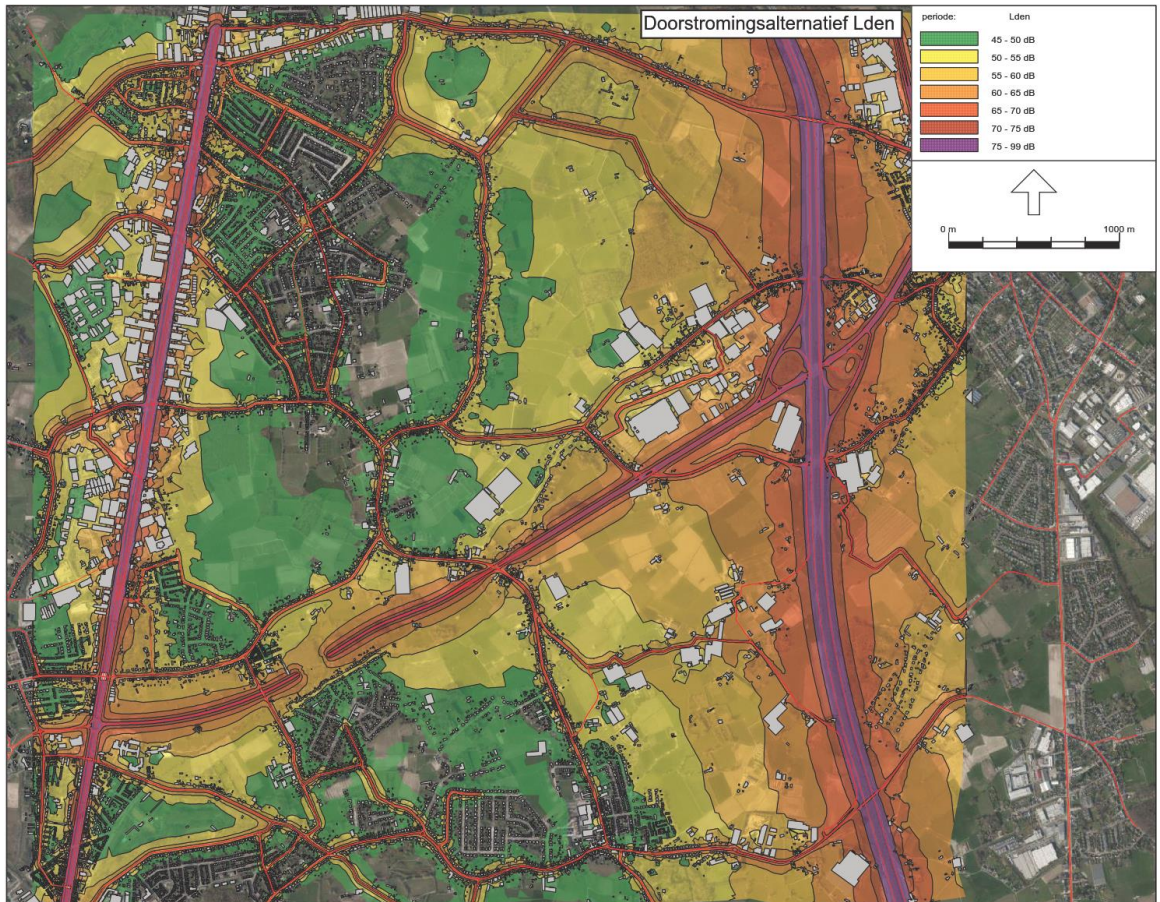 Doorstromingsalternatief Lden
periode: Lden
45 - 50 dB
50 - 55 dB
55 - 60 dB
60 - 65 dB
65 - 70 dB
70 - 75 dB
75 - 99 dB
0 m 1000 m